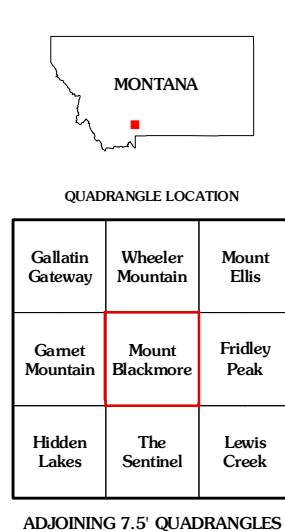 MONTANA
QUADRANGLE LOCATION
Gallatin
Gateway
Wheeler
Mountain
Mount
Ellis
Garnet
Mountain
Mount
Blackmore
Fridley
Peak
Hidden
Lakes
The
Sentinel
Lewis
Creek
ADJOINING 7.5' QUADRANGLES